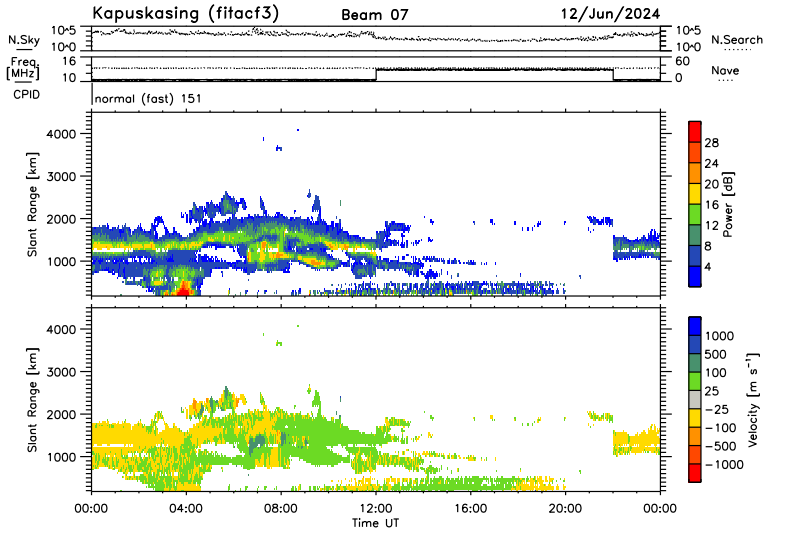 Kapuskasing (fitacf3) Beam 07 12/Jun/2024
N.Sky 10^5 10^0 10^5 10^0 N.Search
Freq. [MHz] 16 10 60 0 Nave
CPID normal (fast) 151
Slant Range [km] 4000 3000 2000 1000
Power [dB] 28 24 20 16 12 8 4
Slant Range [km] 4000 3000 2000 1000
Velocity [m s^-1] 1000 500 100 25 -25 -100 -500 -1000
00:00 04:00 08:00 12:00 16:00 20:00 00:00
Time UT